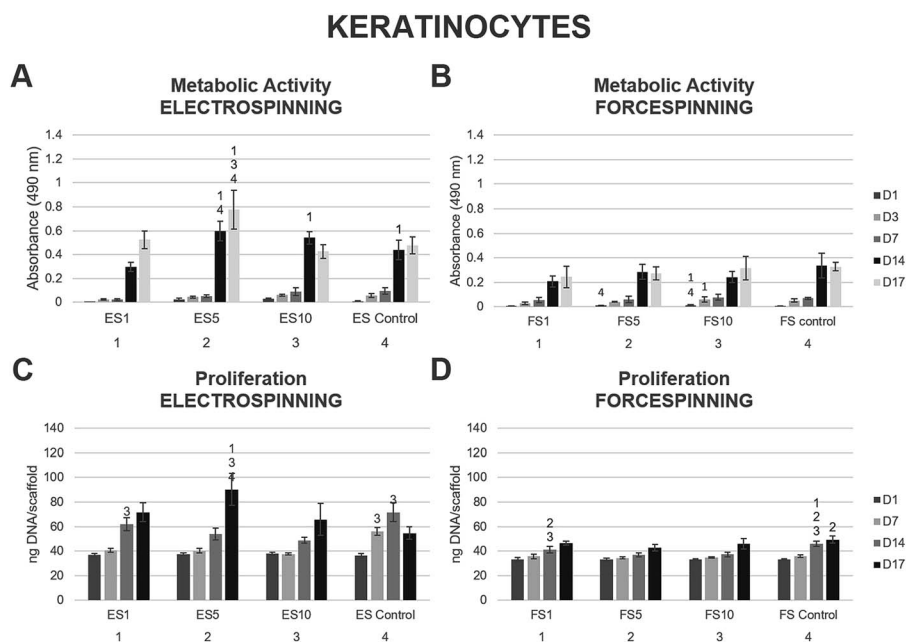 KERATINOCYTES
A
Metabolic Activity
ELECTROSPINNING
Absorbance (490 nm)
1.4
1.2
1
0.8
0.6
0.4
0.2
0
1
4
1
3
4
1
1
ES1
ES5
ES10
ES Control
1
2
3
4
B
Metabolic Activity
FORCESPINNING
Absorbance (490 nm)
1.4
1.2
1
0.8
0.6
0.4
0.2
0
4
1
4
1
FS1
FS5
FS10
FS control
1
2
3
4
D1
D3
D7
D14
D17
C
Proliferation
ELECTROSPINNING
ng DNA/scaffold
140
120
100
80
60
40
20
0
3
1
3
4
3
3
ES1
ES5
ES10
ES Control
1
2
3
4
D
Proliferation
FORCESPINNING
ng DNA/scaffold
140
120
100
80
60
40
20
0
2
3
1
2
3
2
FS1
FS5
FS10
FS Control
1
2
3
4
D1
D7
D14
D17